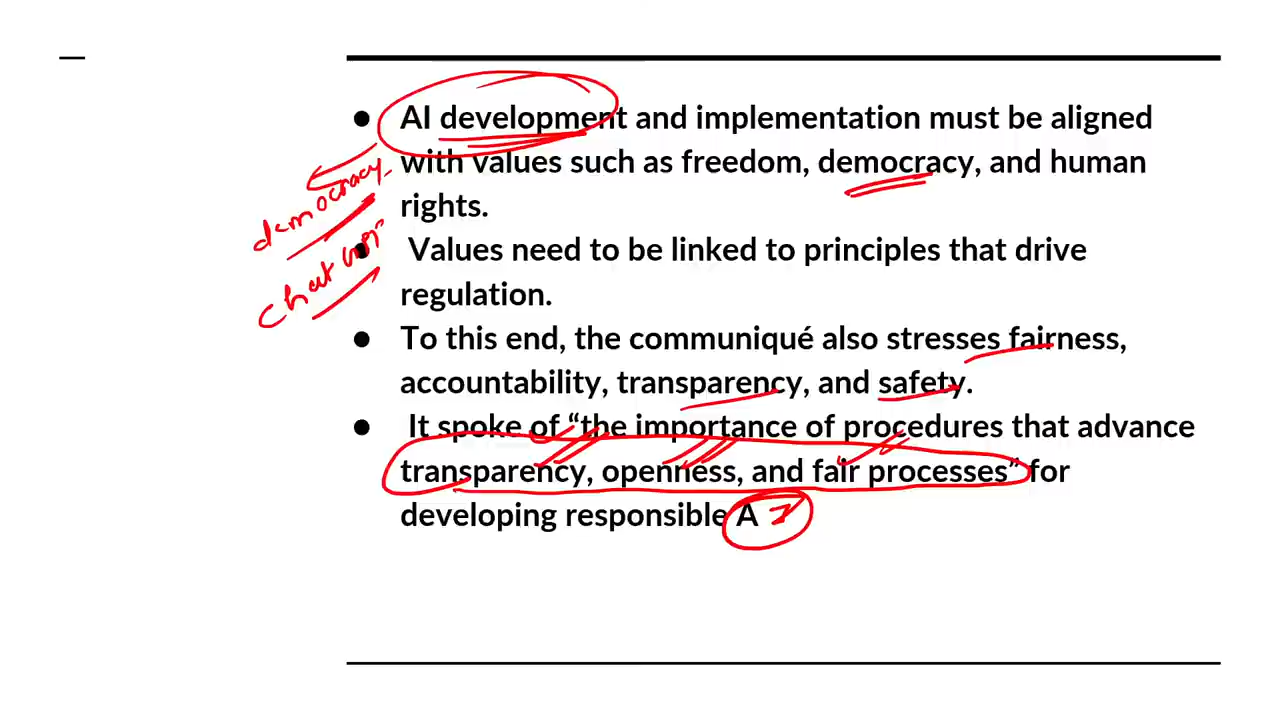 ● AI development and implementation must be aligned
with values such as freedom, democracy, and human
rights.
democracy
● Values need to be linked to principles that drive
regulation.
Chat
● To this end, the communiqué also stresses fairness,
accountability, transparency, and safety.
● It spoke of “the importance of procedures that advance
transparency, openness, and fair processes” for
developing responsible A I